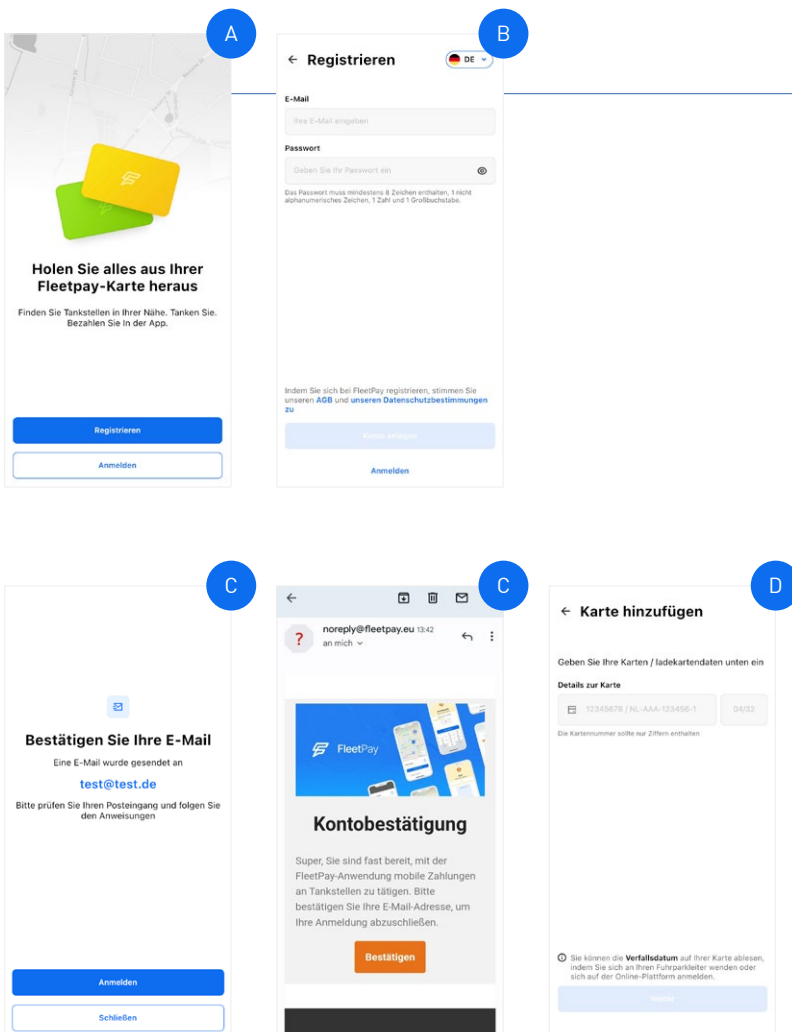 A
Holen Sie alles aus Ihrer
Fleetpay-Karte heraus
Finden Sie Tankstellen in Ihrer Nähe. Tanken Sie.
Bezahlen Sie In der App.
Registrieren
Anmelden
B
← Registrieren
DE
E-Mail
Ihre E-Mail eingeben
Passwort
Geben Sie Ihr Passwort ein
Das Passwort muss mindestens 8 Zeichen enthalten, 1 nicht
alphanumerisches Zeichen, 1 Zahl und 1 Großbuchstabe.
Indem Sie sich bei FleetPay registrieren, stimmen Sie
unseren AGB und unseren Datenschutzbestimmungen
zu
Konto anlegen
Anmelden
C
Bestätigen Sie Ihre E-Mail
Eine E-Mail wurde gesendet an
test@test.de
Bitte prüfen Sie Ihren Posteingang und folgen Sie
den Anweisungen
Anmelden
Schließen
C
?
noreply@fleetpay.eu 13:42
an mich
FleetPay
Kontobestätigung
Super, Sie sind fast bereit, mit der
FleetPay-Anwendung mobile Zahlungen
an Tankstellen zu tätigen. Bitte
bestätigen Sie Ihre E-Mail-Adresse, um
Ihre Anmeldung abzuschließen.
Bestätigen
D
← Karte hinzufügen
Geben Sie Ihre Karten / ladekartendaten unten ein
Details zur Karte
12345678 / NL-AAA-123456-1 04/32
Die Kartennummer sollte nur Ziffern enthalten
Sie können die Verfallsdatum auf Ihrer Karte ablesen,
indem Sie sich an Ihren Fuhrparkleiter wenden oder
sich auf der Online-Plattform anmelden.